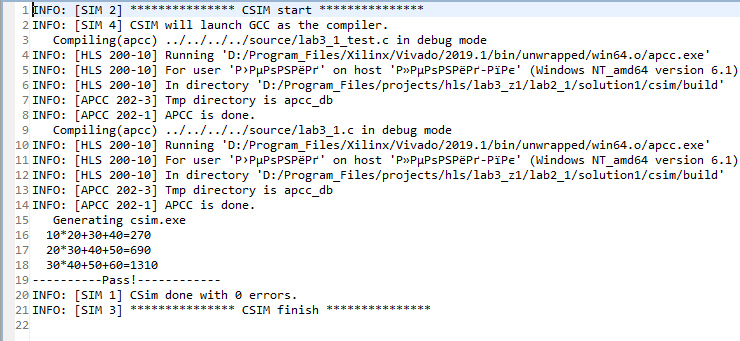 1 INFO: [SIM 2] *************** CSIM start ***************
2 INFO: [SIM 4] CSIM will launch GCC as the compiler.
3    Compiling(apcc) ../../../../source/lab3_1_test.c in debug mode
4 INFO: [HLS 200-10] Running 'D:/Program_Files/Xilinx/Vivado/2019.1/bin/unwrapped/win64.o/apcc.exe'
5 INFO: [HLS 200-10] For user 'Р›РµРѕРЅРёРґ' on host 'Р»РµРѕРЅРёРґ-РїРє' (Windows NT_amd64 version 6.1)
6 INFO: [HLS 200-10] In directory 'D:/Program_Files/projects/hls/lab3_z1/lab2_1/solution1/csim/build'
7 INFO: [APCC 202-3] Tmp directory is apcc_db
8 INFO: [APCC 202-1] APCC is done.
9    Compiling(apcc) ../../../../source/lab3_1.c in debug mode
10 INFO: [HLS 200-10] Running 'D:/Program_Files/Xilinx/Vivado/2019.1/bin/unwrapped/win64.o/apcc.exe'
11 INFO: [HLS 200-10] For user 'Р›РµРѕРЅРёРґ' on host 'Р»РµРѕРЅРёРґ-РїРє' (Windows NT_amd64 version 6.1)
12 INFO: [HLS 200-10] In directory 'D:/Program_Files/projects/hls/lab3_z1/lab2_1/solution1/csim/build'
13 INFO: [APCC 202-3] Tmp directory is apcc_db
14 INFO: [APCC 202-1] APCC is done.
15    Generating csim.exe
16   10*20+30+40=270
17   20*30+40+50=690
18   30*40+50+60=1310
19 ----------Pass!------------
20 INFO: [SIM 1] CSim done with 0 errors.
21 INFO: [SIM 3] *************** CSIM finish ***************
22